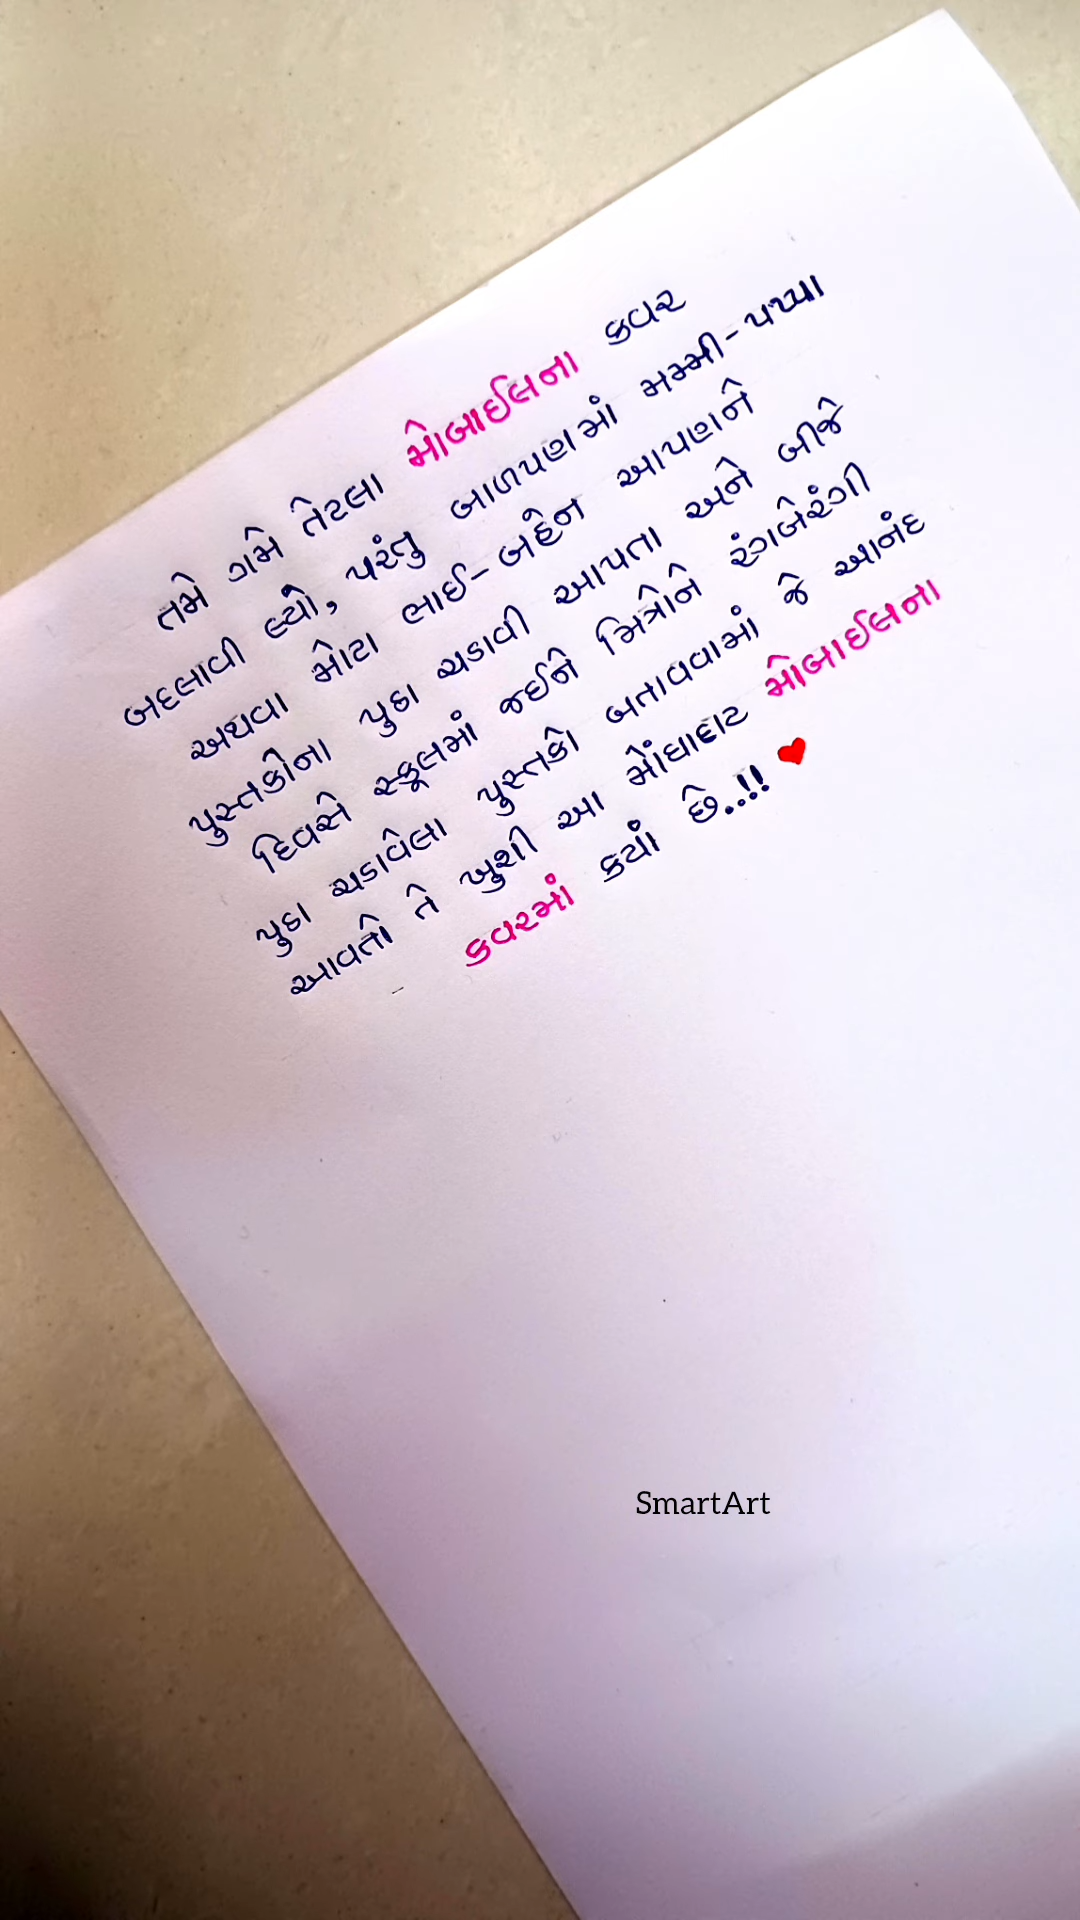 તમે ગમે તેટલા મોબાઈલના કવર
બદલાવી લ્યો, પરંતુ બાળપણમાં મમ્મી-પપ્પા
અથવા મોટા ભાઈ-બહેન આપણને
પુસ્તકોના પુઠા ચડાવી આપતા અને બીજે
દિવસે સ્કૂલમાં જઈને મિત્રોને રંગબેરંગી
પુઠા ચડાવેલા પુસ્તકો બતાવવામાં જે આનંદ
આવતો તે ખુશી આ મોંઘાદાટ મોબાઈલના
કવરમાં કયાં છે..!! ❤
SmartArt